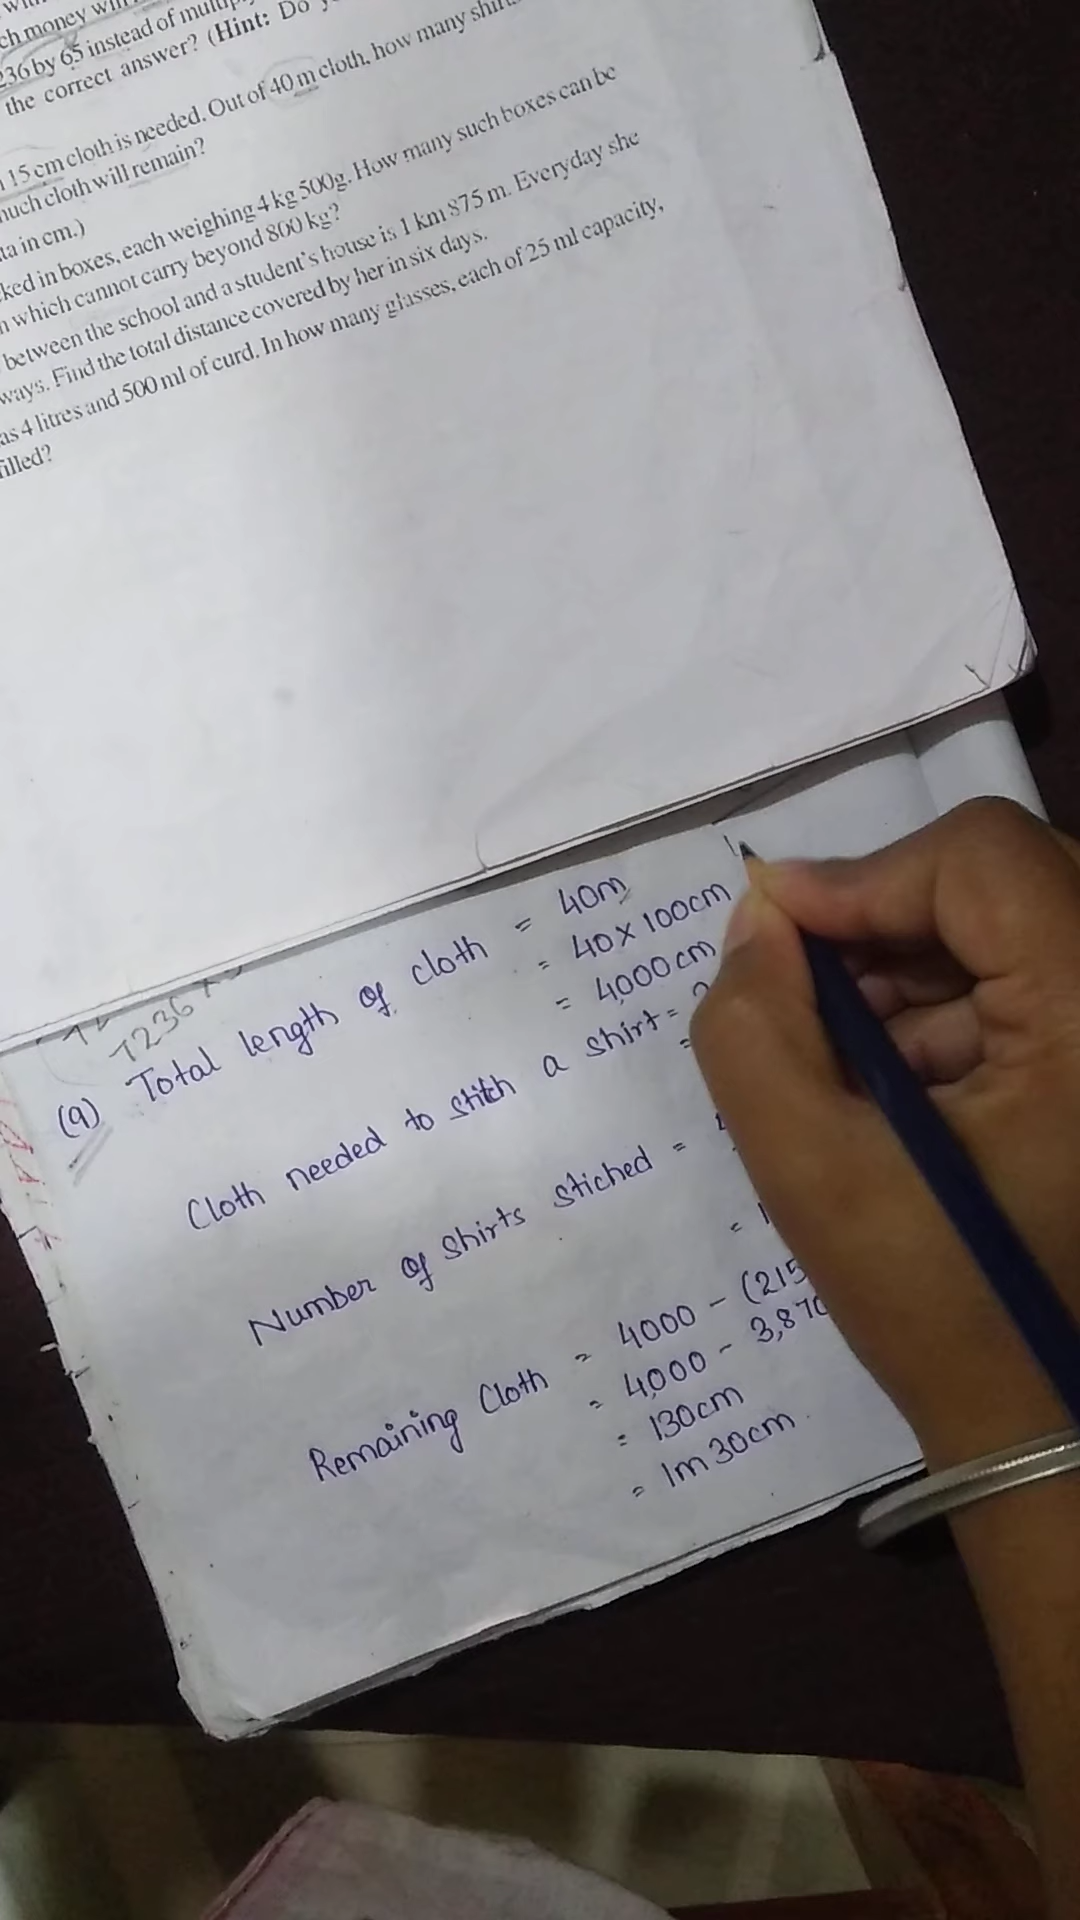 ch money will
236 by 65 instead of multiply
the correct answer? (Hint: Do
15 cm cloth is needed. Out of 40 m cloth, how many shirts
much cloth will remain?
ta in cm.)
ked in boxes, each weighing 4 kg 500g. How many such boxes can be
n which cannot carry beyond 800 kg?
between the school and a student's house is 1 km 875 m. Everyday she
ways. Find the total distance covered by her in six days.
as 4 litres and 500 ml of curd. In how many glasses, each of 25 ml capacity,
filled?
1236
(9) Total length of cloth = 40m
= 40 x 100cm
= 4,000 cm
Cloth needed to stitch a shirt =
=
Number of shirts stiched =
=
Remaining Cloth = 4000 - (215
= 4,000 - 3,870
= 130cm
= 1m 30cm.